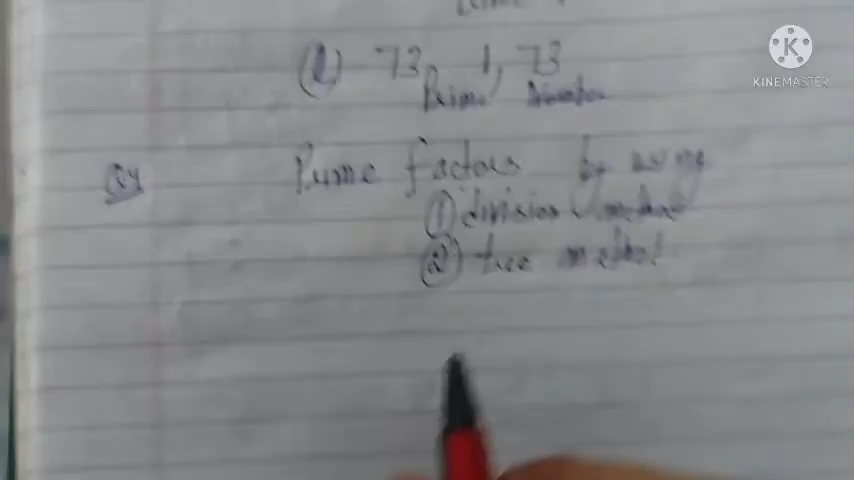 (l) 73, 1, 73
Prime Number
Q4 Prime factors by using
① division method
② tree method
KINEMASTER